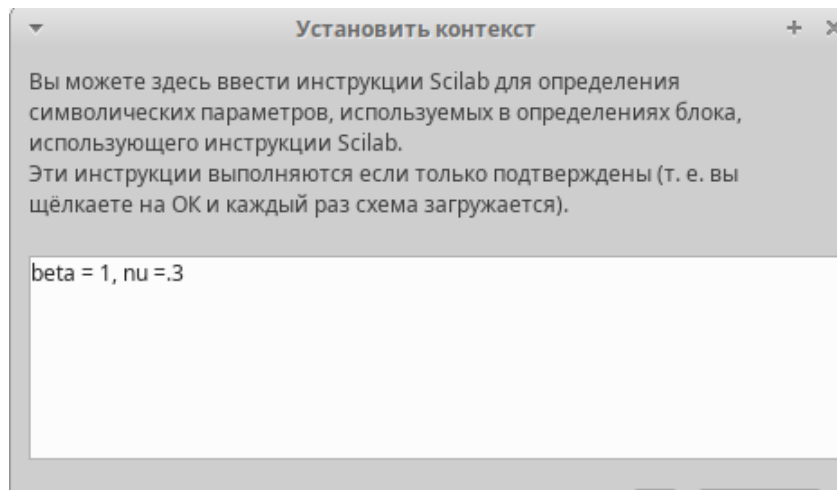 Установить контекст
Вы можете здесь ввести инструкции Scilab для определения
символических параметров, используемых в определениях блока,
использующего инструкции Scilab.
Эти инструкции выполняются если только подтверждены (т. е. вы
щёлкаете на ОК и каждый раз схема загружается).
beta = 1, nu =.3